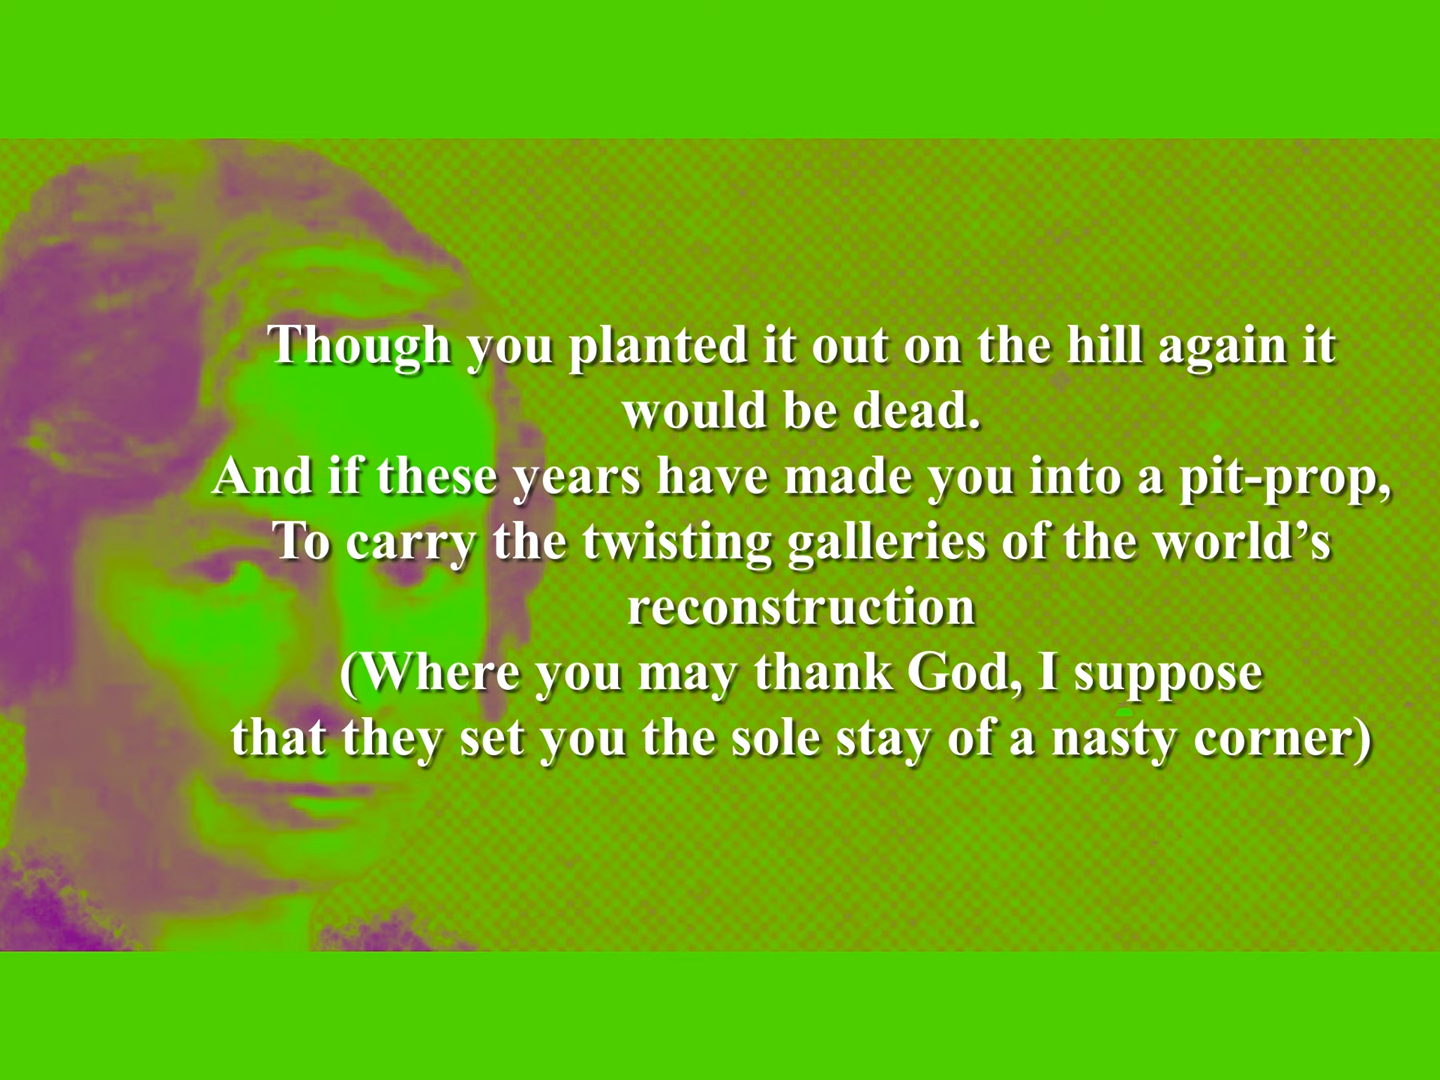 Though you planted it out on the hill again it
would be dead.
And if these years have made you into a pit-prop,
To carry the twisting galleries of the world’s
reconstruction
(Where you may thank God, I suppose
that they set you the sole stay of a nasty corner)